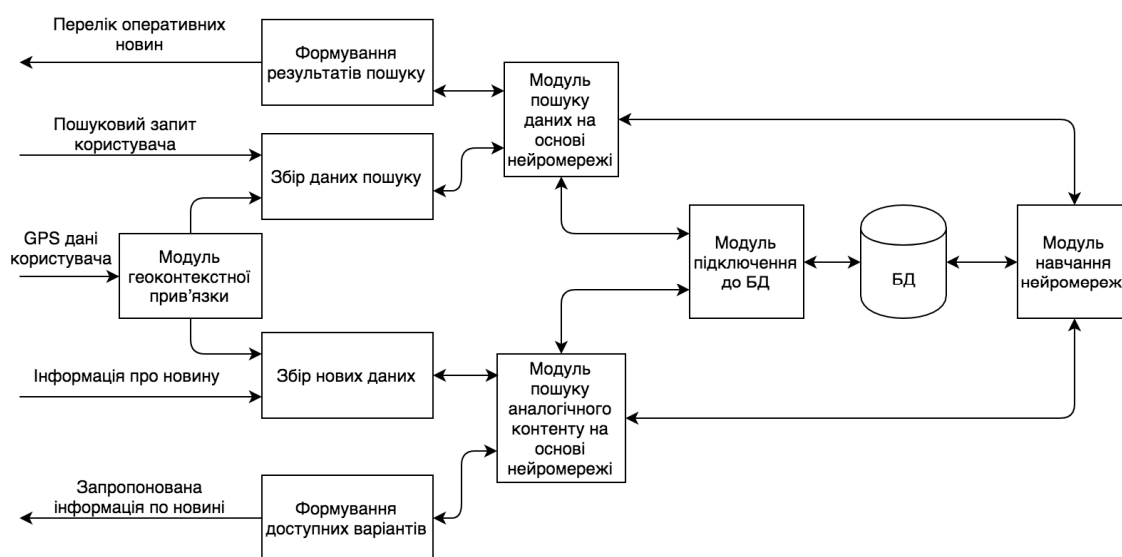 Перелік оперативних
новин
Формування
результатів пошуку
Модуль
пошуку
даних на
основі
нейромережі
Пошуковий запит
користувача
Збір даних пошуку
GPS дані
користувача
Модуль
геоконтекстної
прив’язки
Модуль
підключення
до БД
БД
Модуль
навчання
нейромереж
Інформація про новину
Збір нових даних
Модуль
пошуку
аналогічного
контенту на
основі
нейромережі
Запропонована
інформація по новині
Формування
доступних варіантів